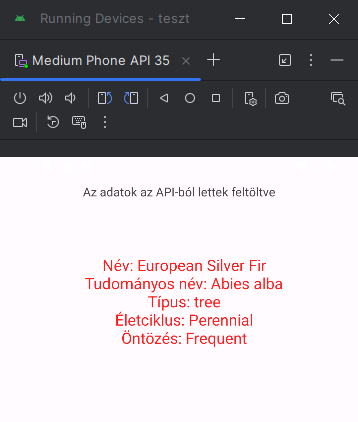 Running Devices - teszt
Medium Phone API 35
Az adatok az API-ból lettek feltöltve
Név: European Silver Fir
Tudományos név: Abies alba
Típus: tree
Életciklus: Perennial
Öntözés: Frequent